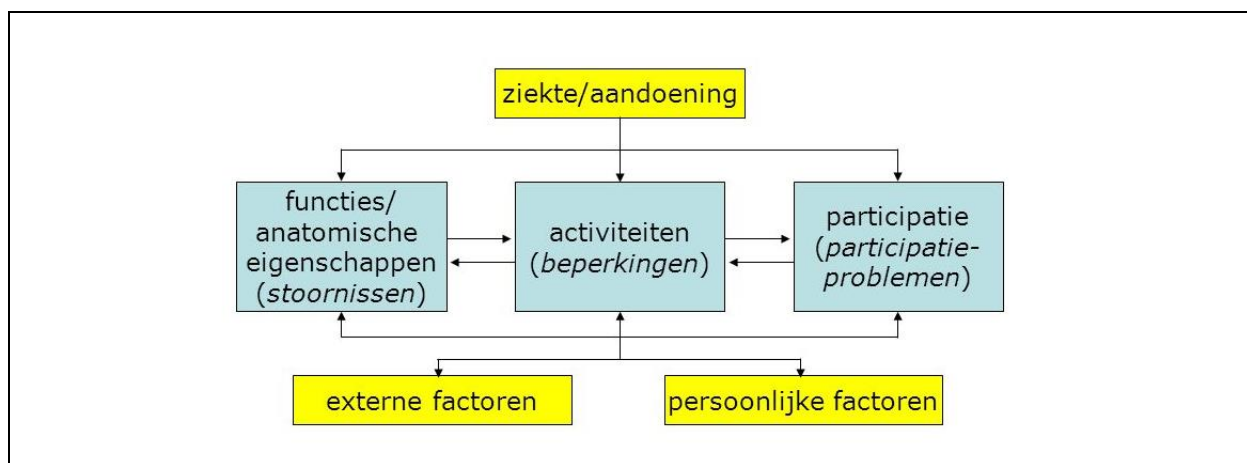 ziekte/aandoening
functies/
anatomische
eigenschappen
(stoornissen)
activiteiten
(beperkingen)
participatie
(participatie-
problemen)
externe factoren
persoonlijke factoren